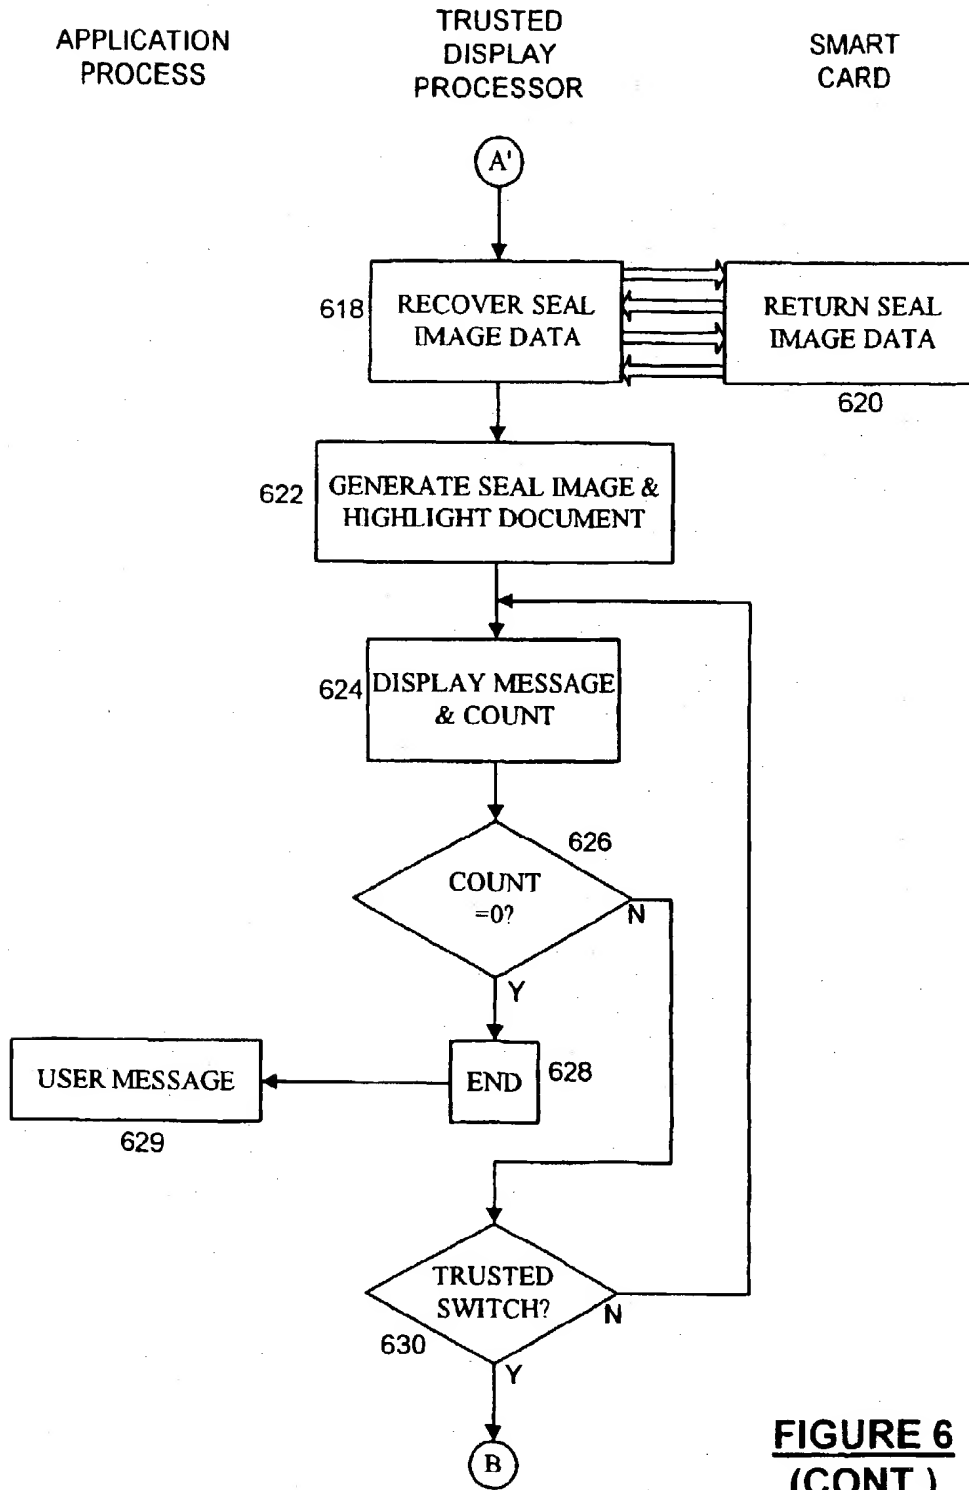 APPLICATION
PROCESS
TRUSTED
DISPLAY
PROCESSOR
SMART
CARD
A'
618
RECOVER SEAL
IMAGE DATA
RETURN SEAL
IMAGE DATA
620
622
GENERATE SEAL IMAGE &
HIGHLIGHT DOCUMENT
624
DISPLAY MESSAGE
& COUNT
626
COUNT
=0?
N
Y
USER MESSAGE
629
END
628
TRUSTED
SWITCH?
N
630
Y
B
FIGURE 6
(CONT.)